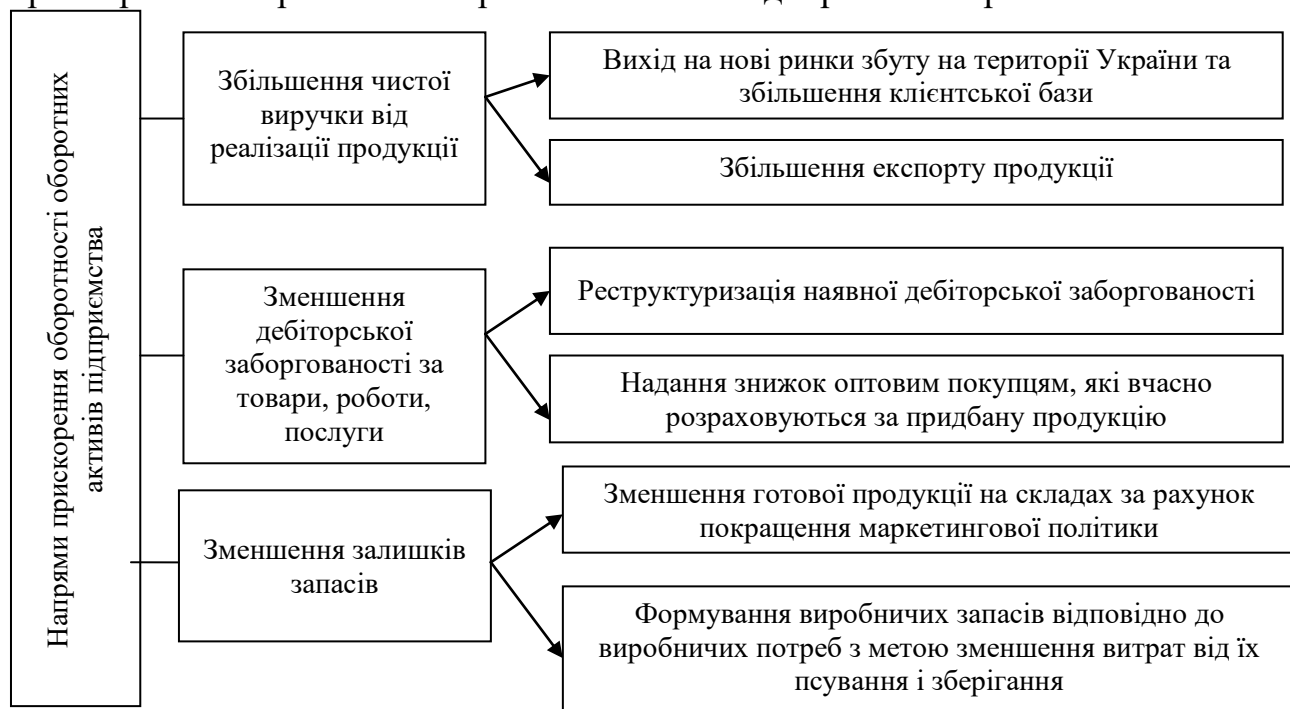 Напрями прискорення оборотності оборотних
активів підприємства
Збільшення чистої
виручки від
реалізації продукції
Вихід на нові ринки збуту на території України та
збільшення клієнтської бази
Збільшення експорту продукції
Зменшення
дебіторської
заборгованості за
товари, роботи,
послуги
Реструктуризація наявної дебіторської заборгованості
Надання знижок оптовим покупцям, які вчасно
розраховуються за придбану продукцію
Зменшення залишків
запасів
Зменшення готової продукції на складах за рахунок
покращення маркетингової політики
Формування виробничих запасів відповідно до
виробничих потреб з метою зменшення витрат від їх
псування і зберігання